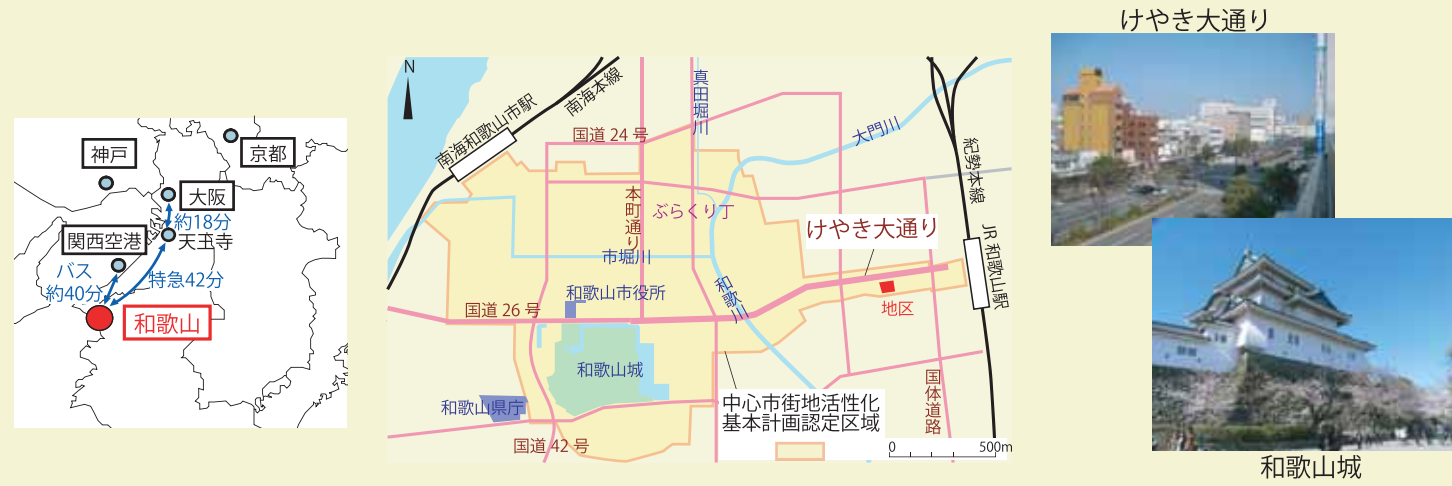 神戸
京都
大阪
約18分
関西空港
天王寺
バス
約40分
特急42分
和歌山
N
南海和歌山市駅
南海本線
真田堀川
国道24号
大門川
紀勢本線
本町通り
ぶらくり丁
けやき大通り
市堀川
JR和歌山駅
和歌川
和歌山市役所
国道26号
地区
和歌山城
国体道路
和歌山県庁
中心市街地活性化
基本計画認定区域
国道42号
0 500m
けやき大通り
和歌山城